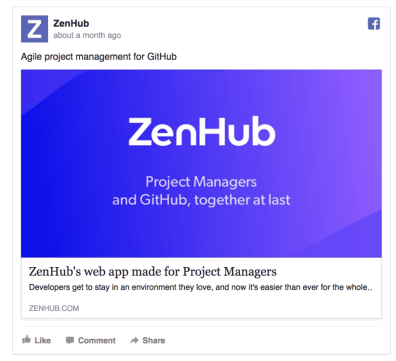 Z
ZenHub
about a month ago
Agile project management for GitHub
ZenHub
Project Managers
and GitHub, together at last
ZenHub's web app made for Project Managers
Developers get to stay in an environment they love, and now it's easier than ever for the whole..
ZENHUB.COM
Like Comment Share